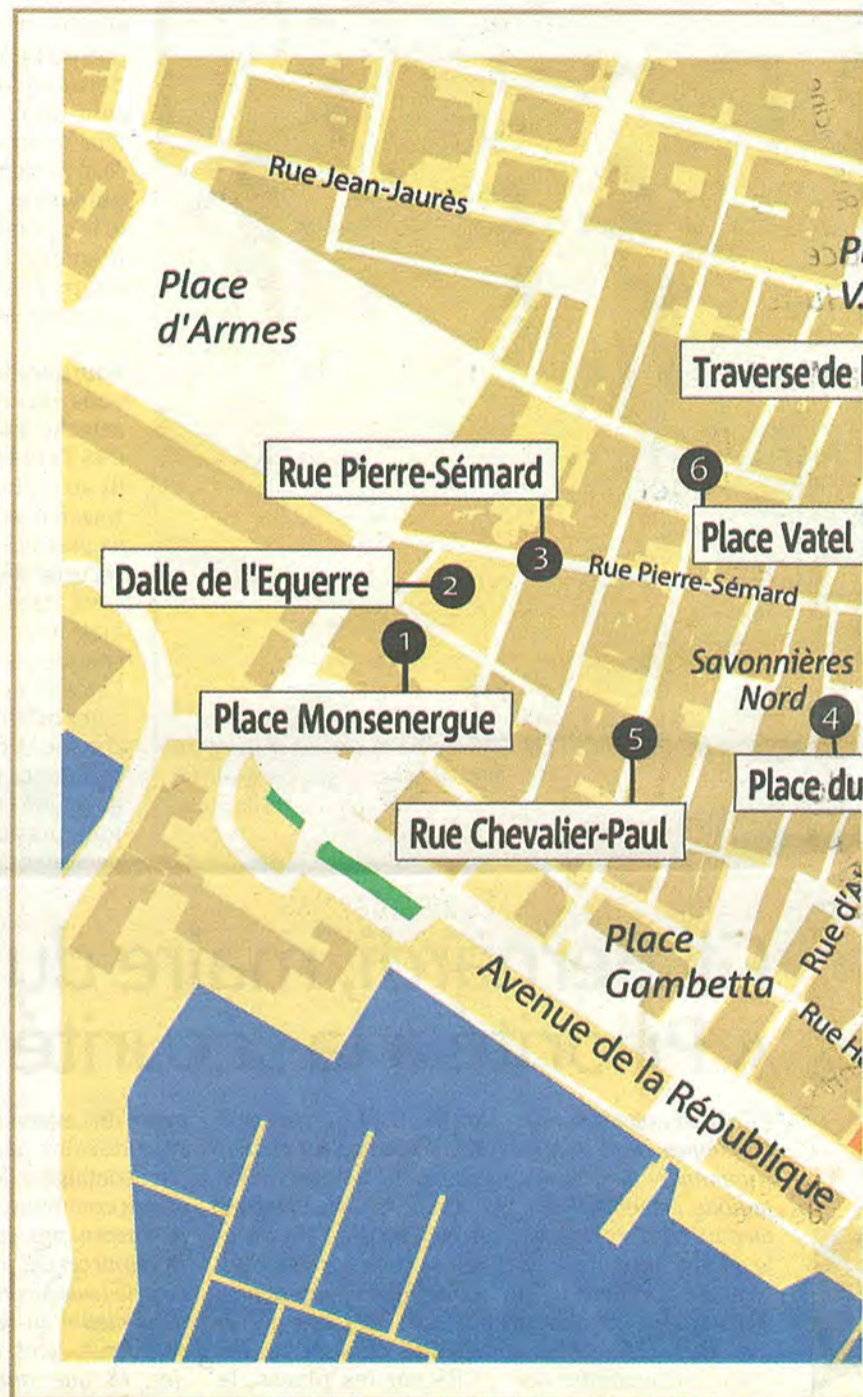 Rue Jean-Jaurès
Place
d'Armes
Traverse de
Rue Pierre-Sémard
6
Place Vatel
3
Rue Pierre-Sémard
Dalle de l'Equerre
2
1
Place Monsenergue
Savonnières
Nord
4
Place du
5
Rue Chevalier-Paul
Place
Gambetta
Rue d'A
Rue H
Avenue de la République